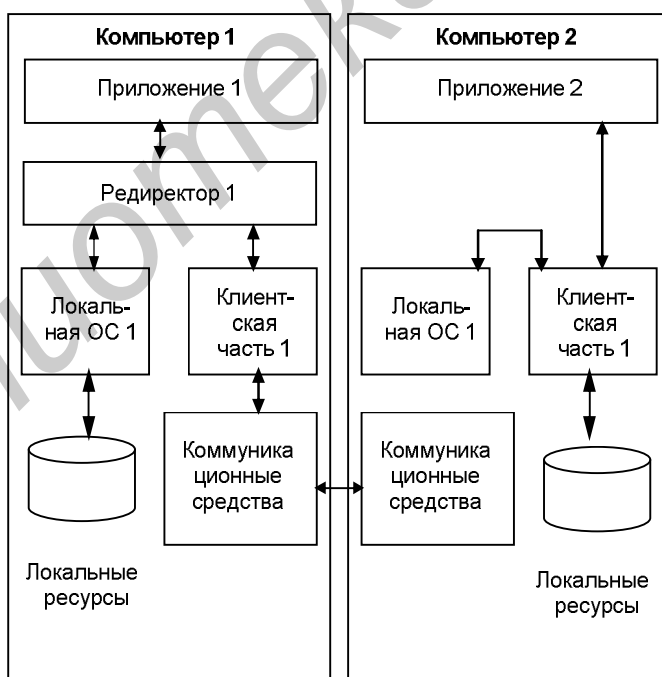 Компьютер 1
Приложение 1
Редиректор 1
Локаль-
ная ОС 1
Клиент-
ская
часть 1
Коммуника
ционные
средства
Локальные
ресурсы
Компьютер 2
Приложение 2
Локаль-
ная ОС 1
Клиент-
ская
часть 1
Коммуника
ционные
средства
Локальные
ресурсы